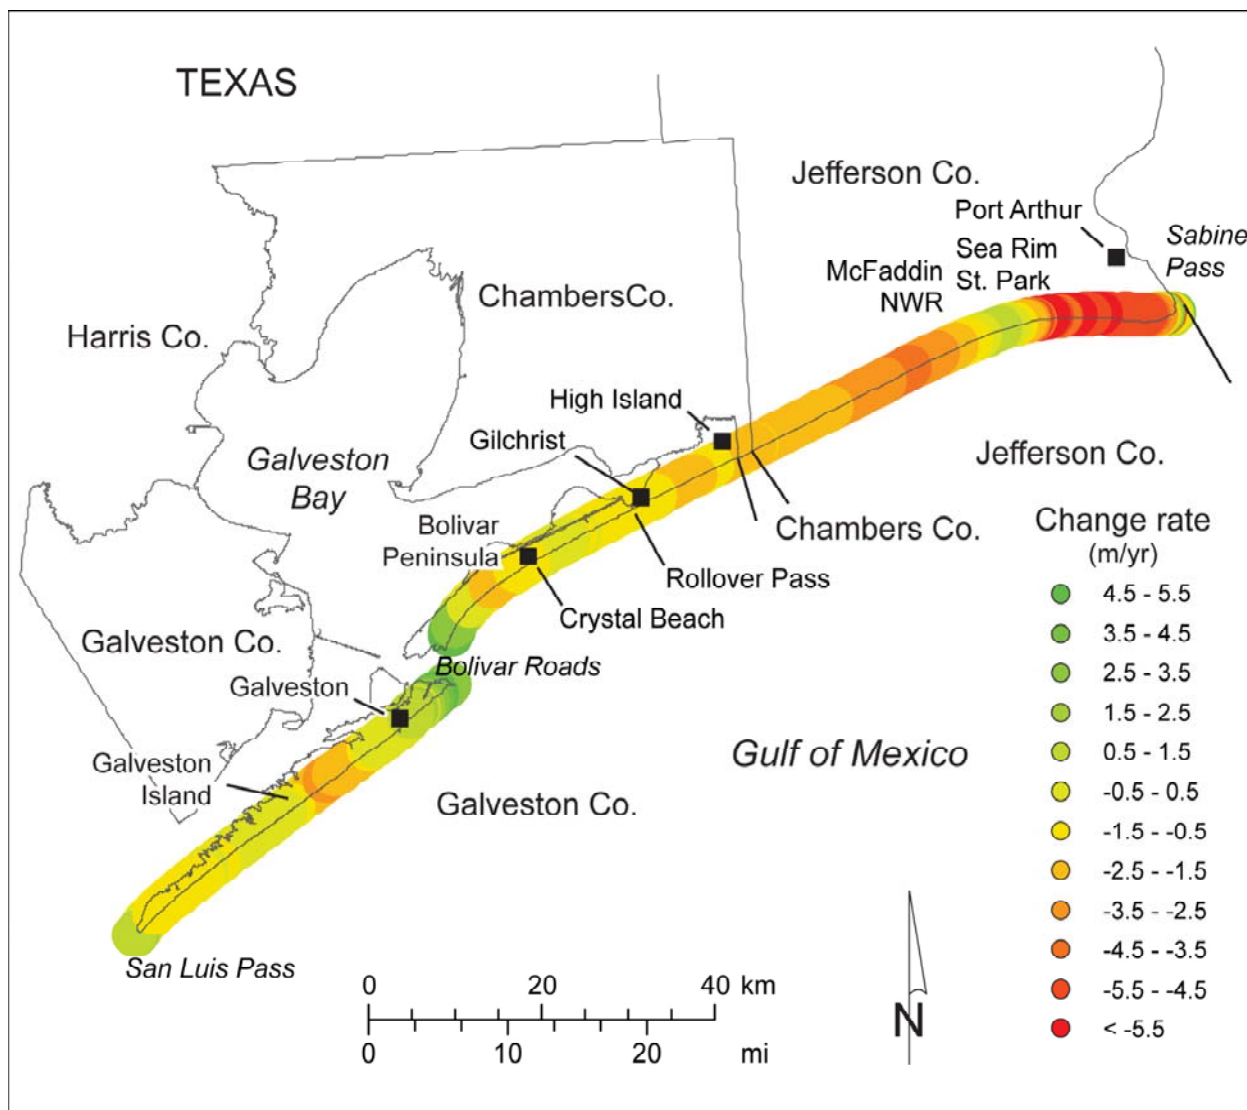 TEXAS
Jefferson Co.
Port Arthur
Sabine
Pass
Sea Rim
St. Park
McFaddin
NWR
ChambersCo.
Harris Co.
High Island
Gilchrist
Galveston
Bay
Jefferson Co.
Bolivar
Peninsula
Chambers Co.
Rollover Pass
Crystal Beach
Galveston Co.
Bolivar Roads
Galveston
Galveston
Island
Gulf of Mexico
Galveston Co.
San Luis Pass
Change rate
(m/yr)
4.5 - 5.5
3.5 - 4.5
2.5 - 3.5
1.5 - 2.5
0.5 - 1.5
-0.5 - 0.5
-1.5 - -0.5
-2.5 - -1.5
-3.5 - -2.5
-4.5 - -3.5
-5.5 - -4.5
< -5.5
0 20 40 km
0 10 20 mi
N